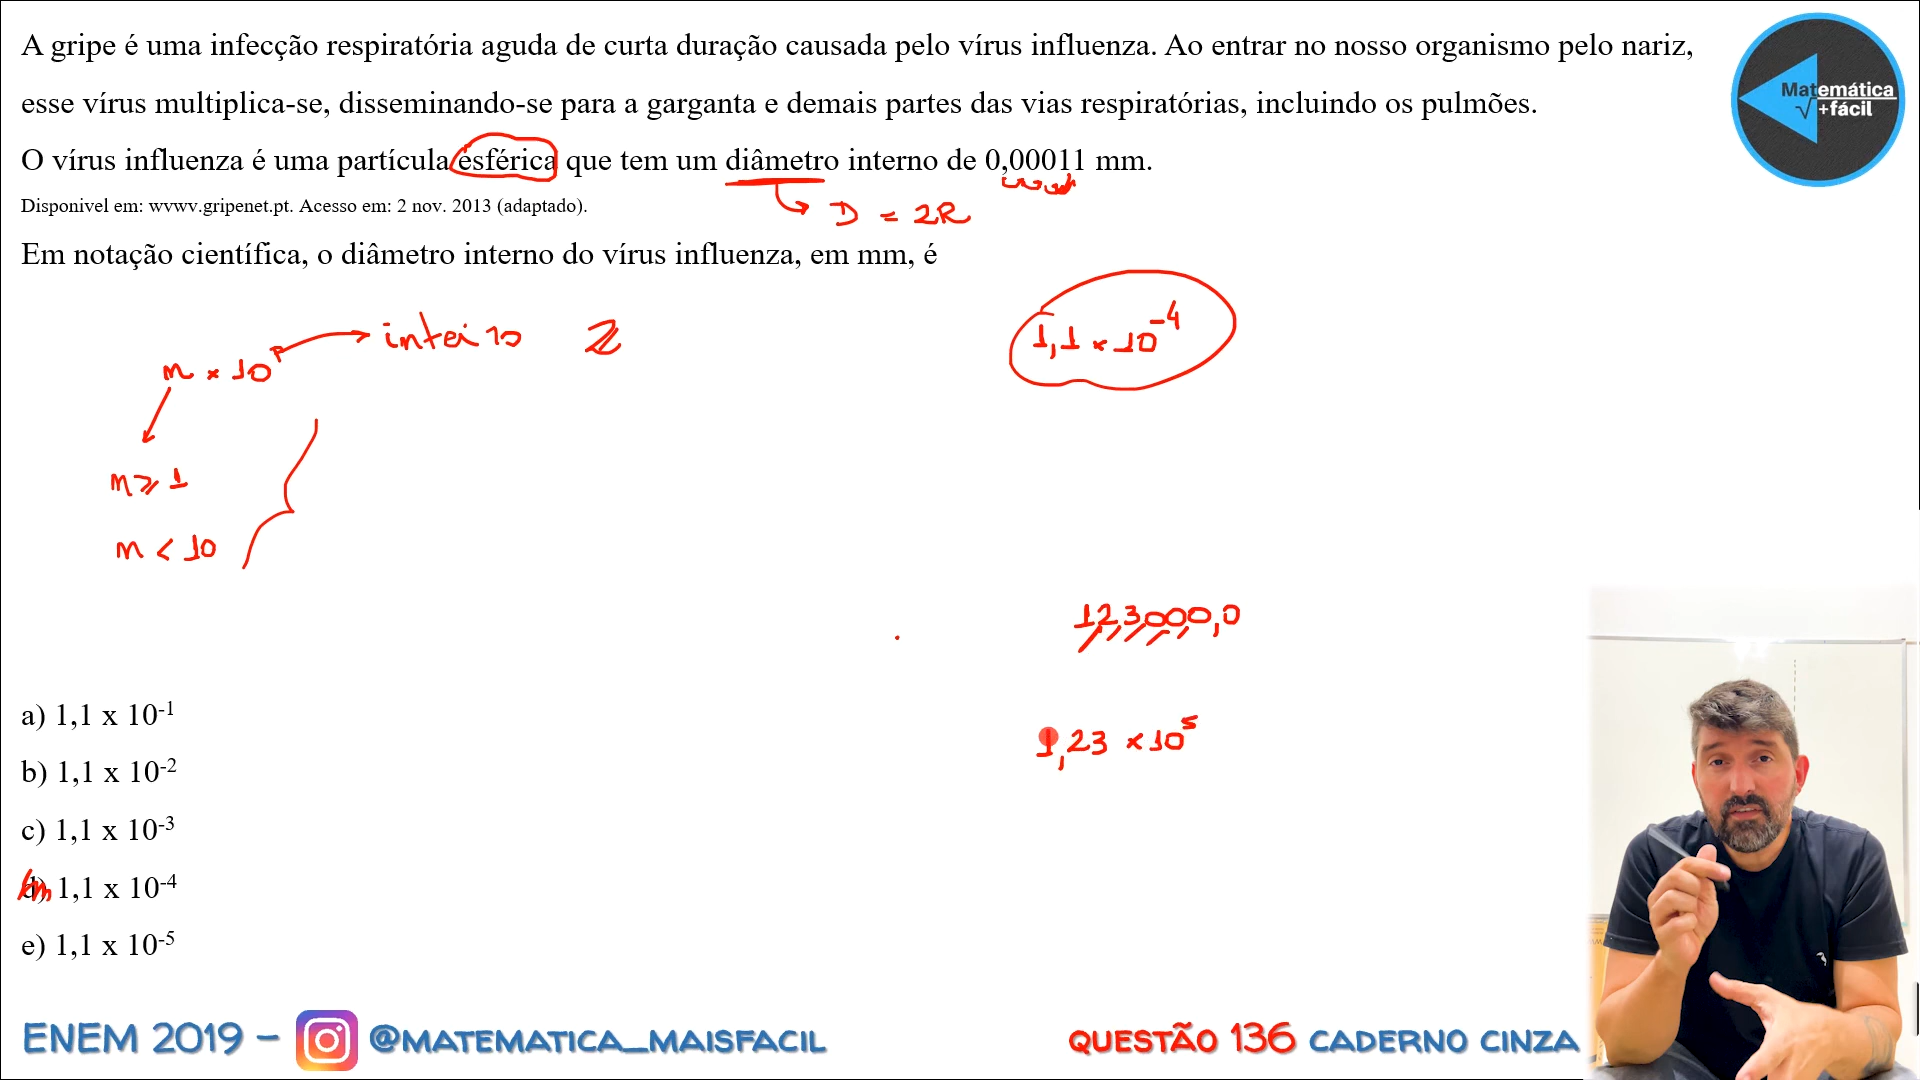 A gripe é uma infecção respiratória aguda de curta duração causada pelo vírus influenza. Ao entrar no nosso organismo pelo nariz,
esse vírus multiplica-se, disseminando-se para a garganta e demais partes das vias respiratórias, incluindo os pulmões.
O vírus influenza é uma partícula esférica que tem um diâmetro interno de 0,00011 mm.
Disponivel em: wwww.gripenet.pt. Acesso em: 2 nov. 2013 (adaptado).
D = 2R
Em notação científica, o diâmetro interno do vírus influenza, em mm, é
Matemática
√ +fácil
m × 10^P
inteiro ℤ
1,1 × 10^-4
m ⩾ 1
m < 10
123000,0
1,23 × 10^5
a) 1,1 x 10^-1
b) 1,1 x 10^-2
c) 1,1 x 10^-3
d) 1,1 x 10^-4
e) 1,1 x 10^-5
ENEM 2019 - @MATEMATICA_MAISFACIL
QUESTÃO 136 CADERNO CINZA